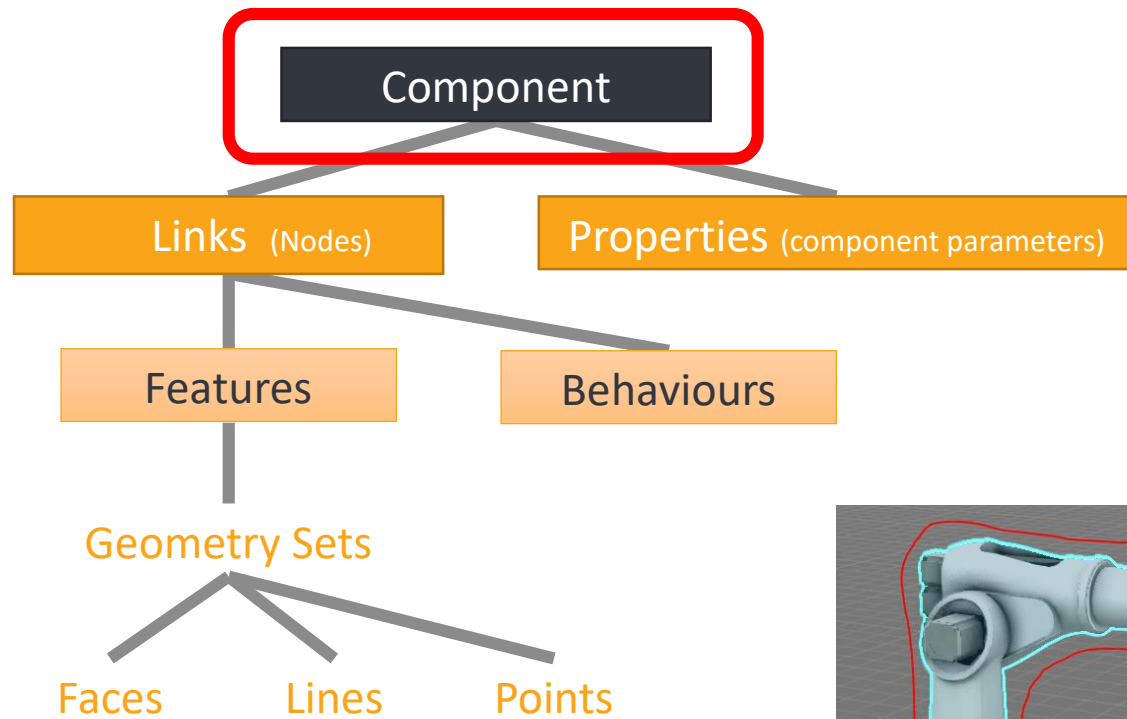 Component
Links (Nodes)
Properties (component parameters)
Features
Behaviours
Geometry Sets
Faces
Lines
Points